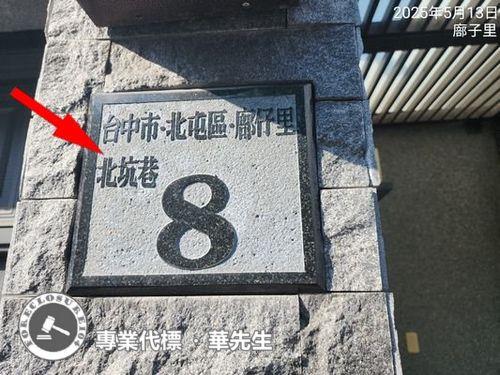 2025年5月13日
廍子里
台中市·北屯區·廍仔里
北坑巷
8
FORECLOSURE
專業代標·華先生